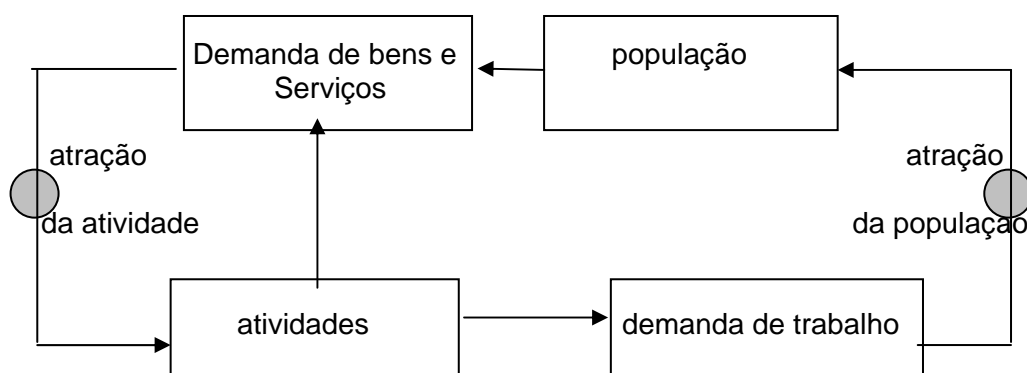 Demanda de bens e
Serviços
população
atração
da atividade
atração
da população
atividades
demanda de trabalho